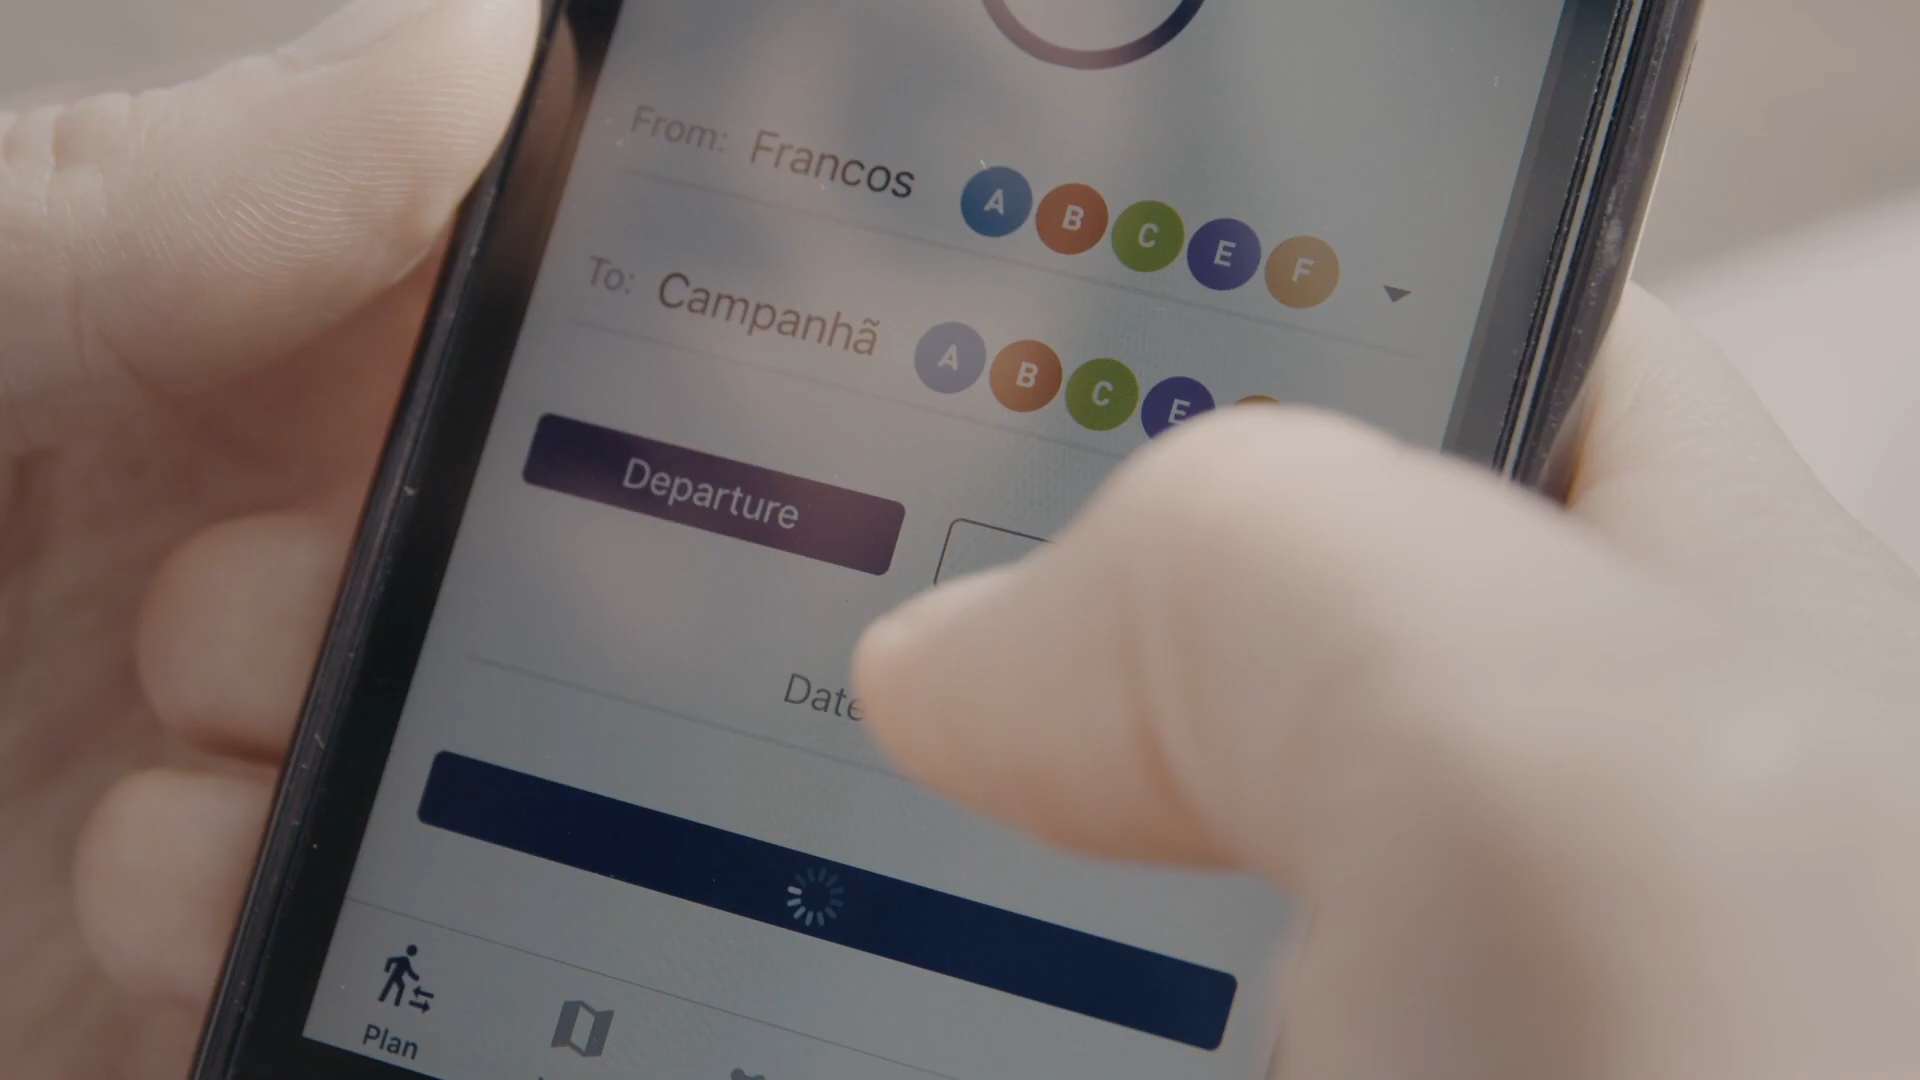 From: Francos A B C E F
To: Campanhã A B C E
Departure
Date
Plan